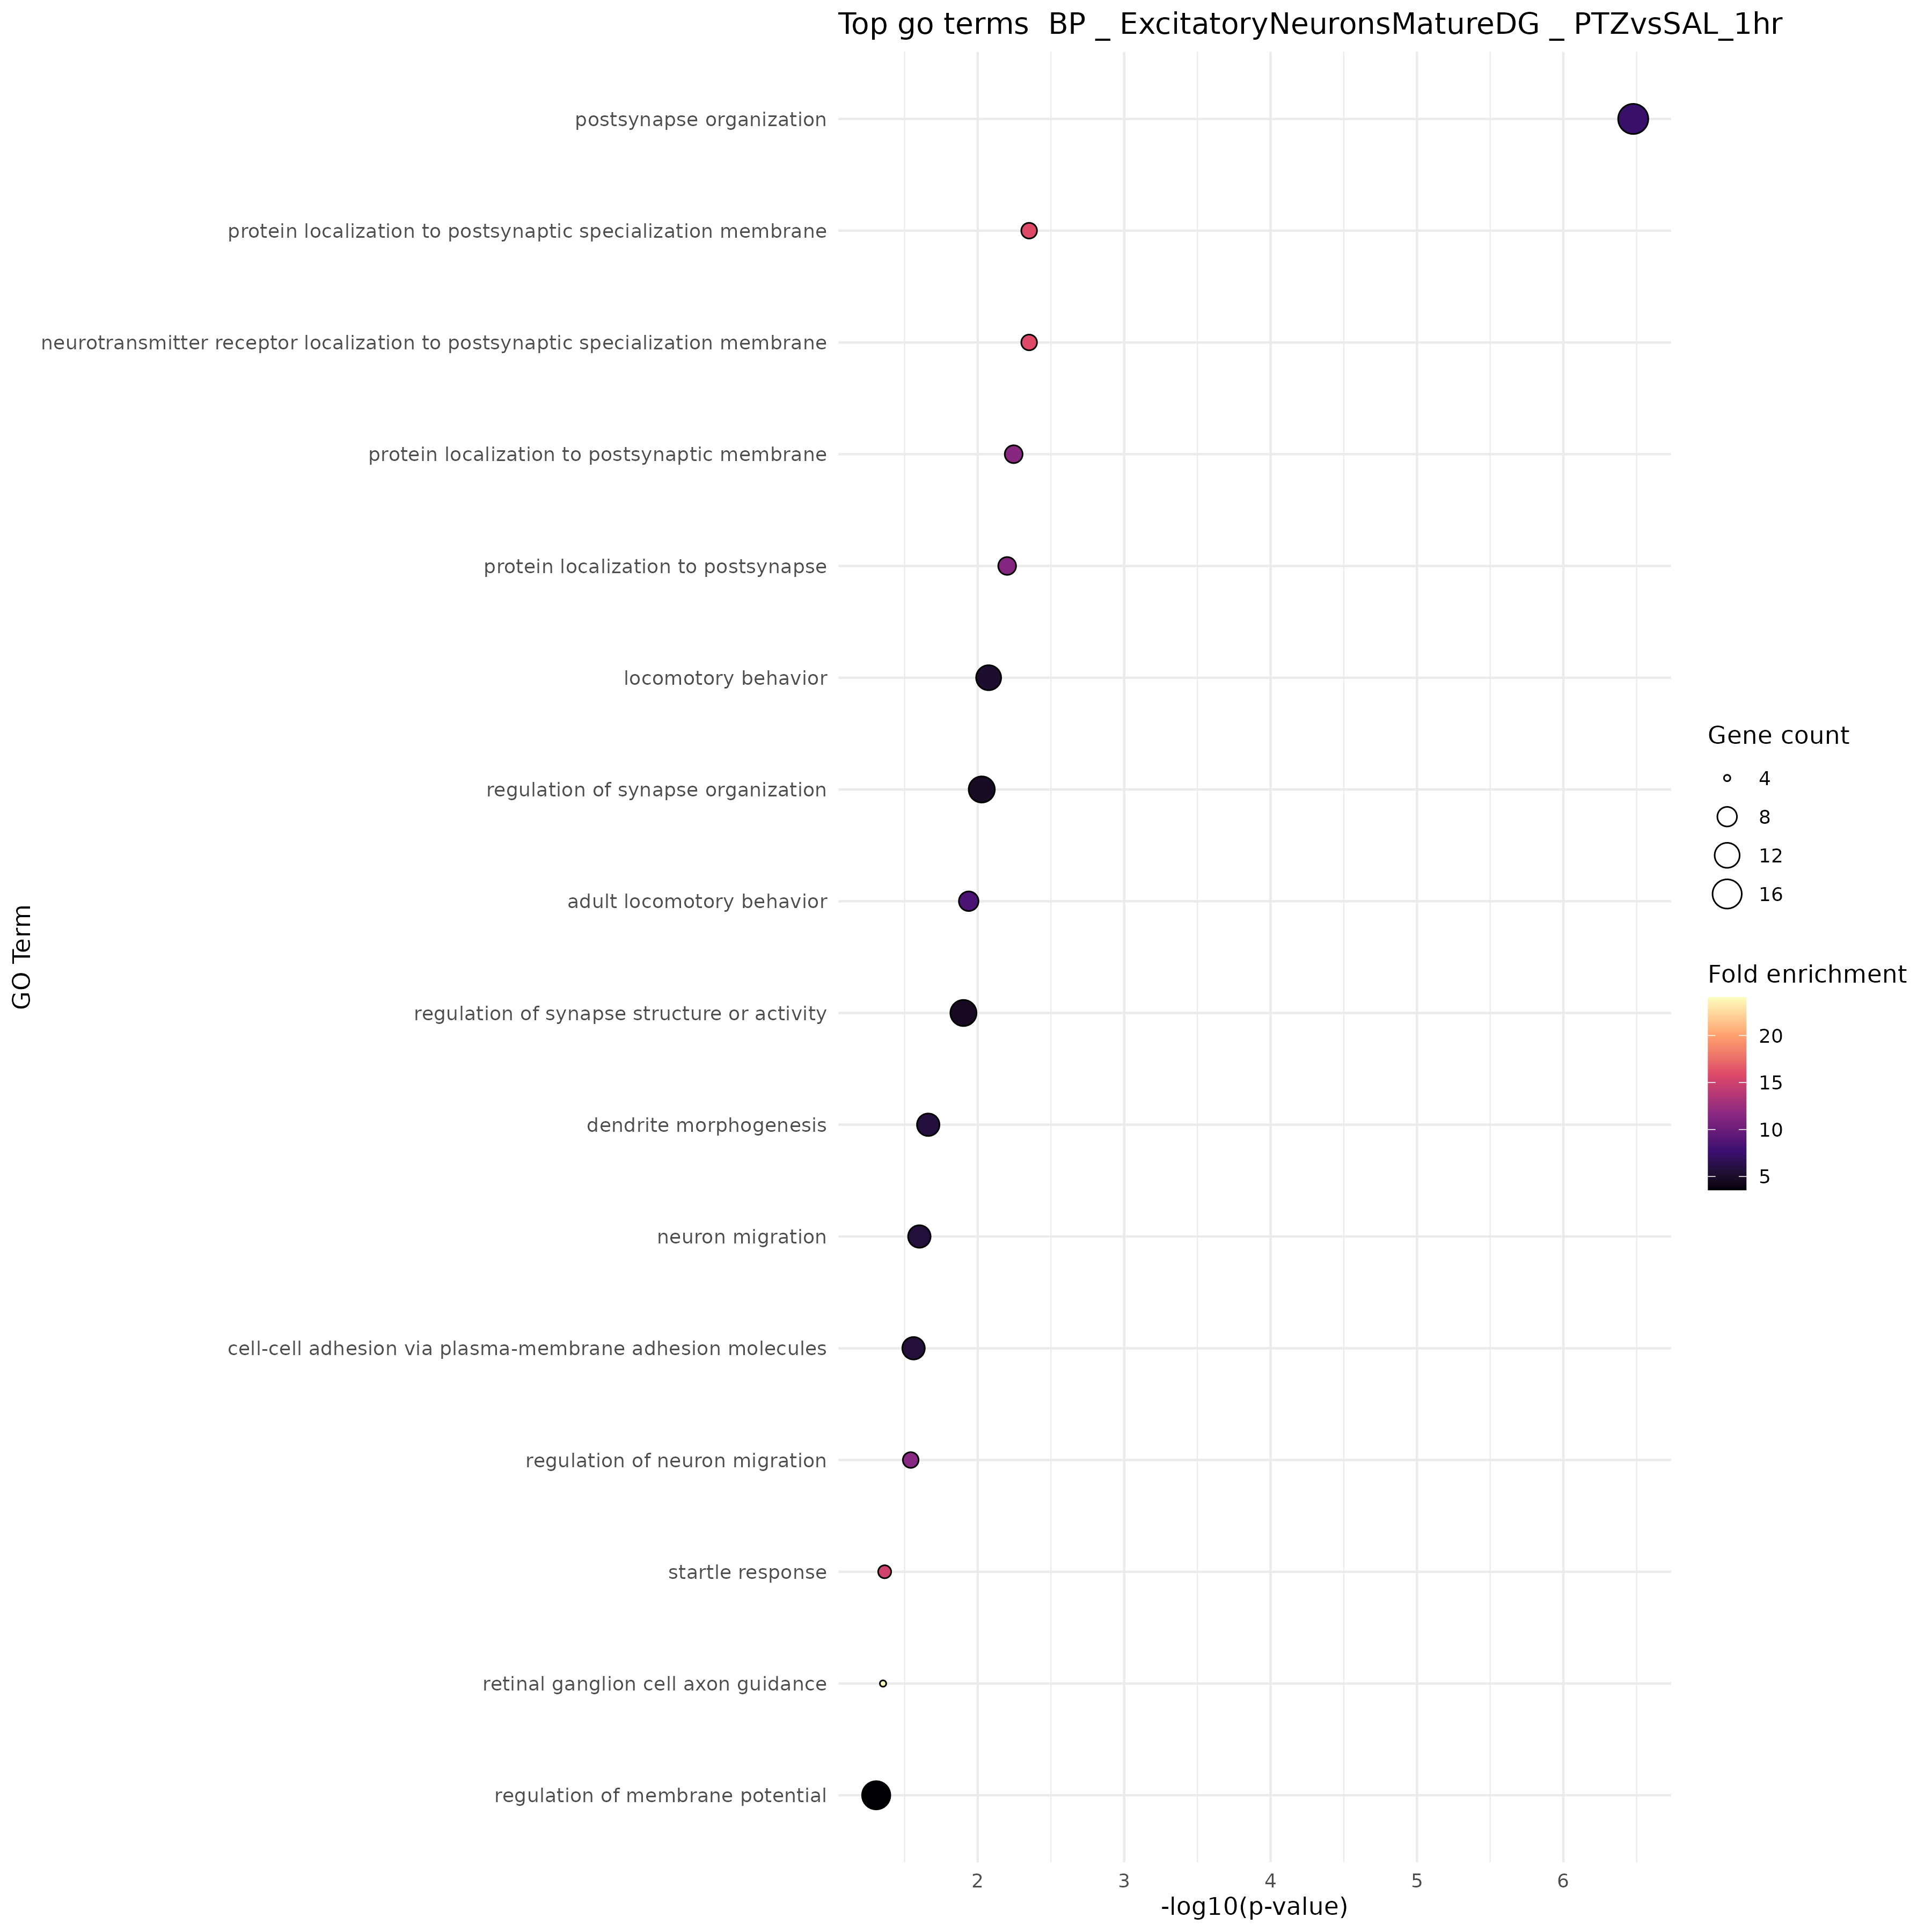 Top go terms  BP _ ExcitatoryNeuronsMatureDG _ PTZvsSAL_1hr
postsynapse organization
protein localization to postsynaptic specialization membrane
neurotransmitter receptor localization to postsynaptic specialization membrane
protein localization to postsynaptic membrane
protein localization to postsynapse
locomotory behavior
regulation of synapse organization
adult locomotory behavior
regulation of synapse structure or activity
dendrite morphogenesis
neuron migration
cell-cell adhesion via plasma-membrane adhesion molecules
regulation of neuron migration
startle response
retinal ganglion cell axon guidance
regulation of membrane potential
GO Term
2 3 4 5 6
-log10(p-value)
Gene count
4
8
12
16
Fold enrichment
20
15
10
5